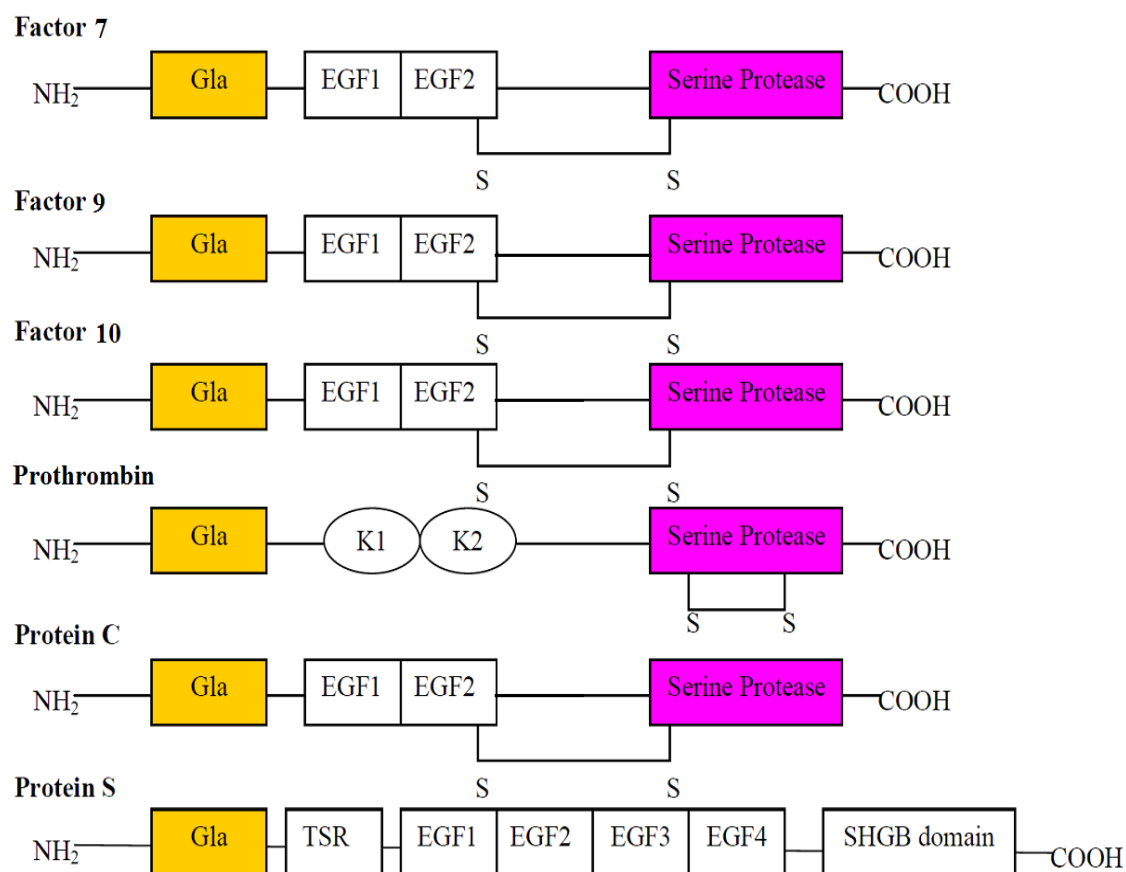 Factor 7
NH2 Gla EGF1 EGF2 Serine Protease COOH
S S
Factor 9
NH2 Gla EGF1 EGF2 Serine Protease COOH
S S
Factor 10
NH2 Gla EGF1 EGF2 Serine Protease COOH
S S
Prothrombin
NH2 Gla K1 K2 Serine Protease COOH
S S
Protein C
NH2 Gla EGF1 EGF2 Serine Protease COOH
S S
Protein S
NH2 Gla TSR EGF1 EGF2 EGF3 EGF4 SHGB domain COOH